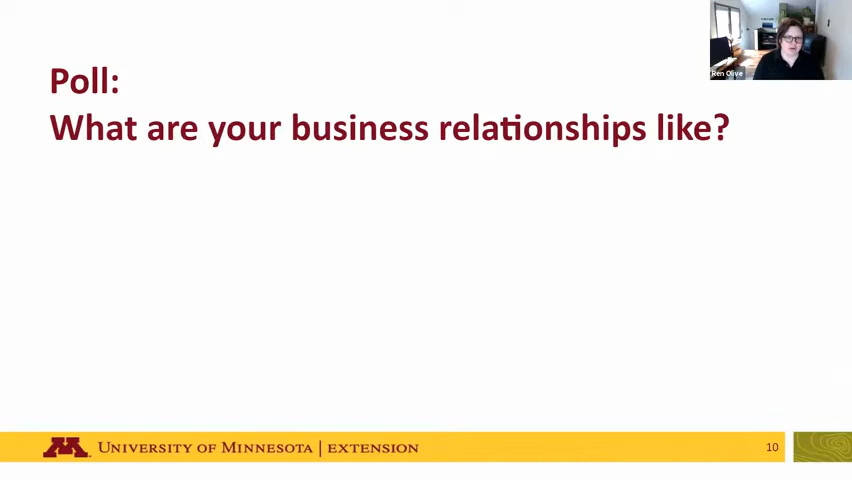 Ren Olive
Poll:
What are your business relationships like?
UNIVERSITY OF MINNESOTA | EXTENSION
10